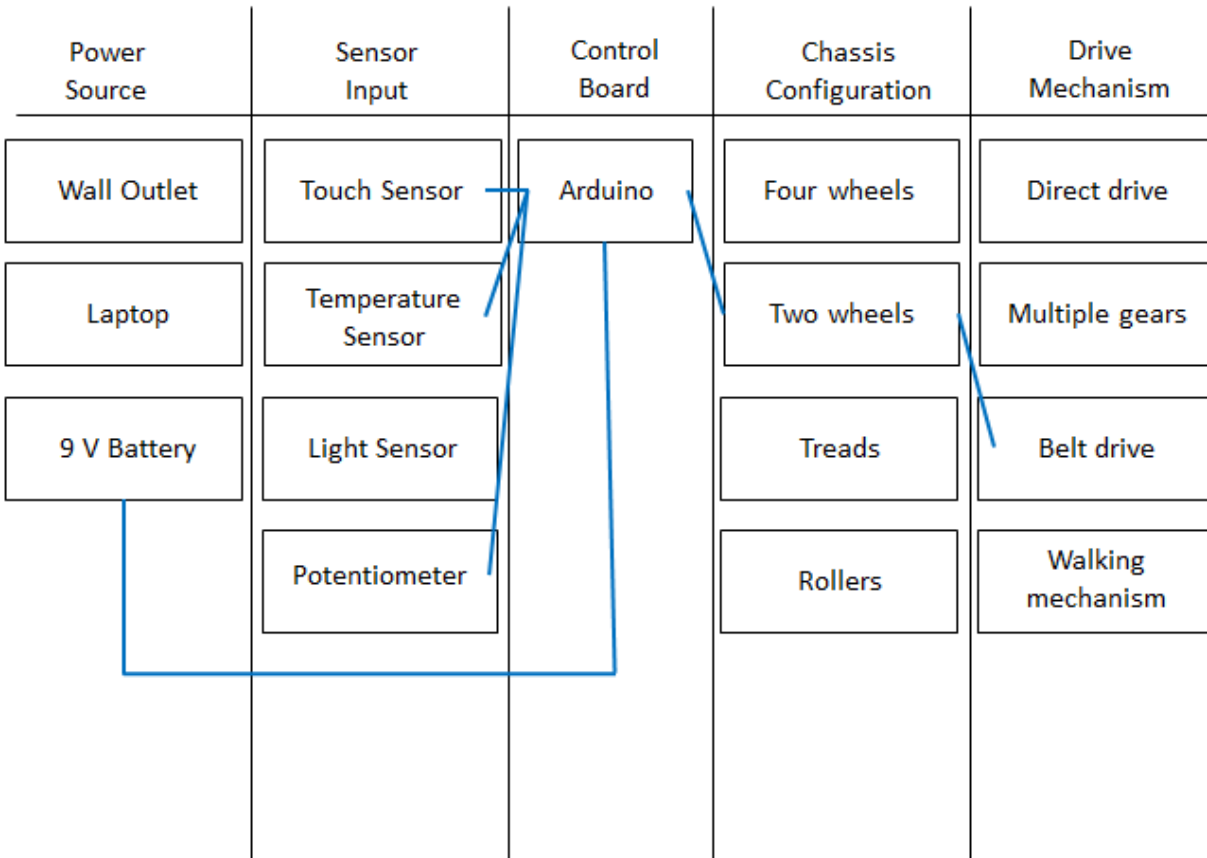 Power
Source
Sensor
Input
Control
Board
Chassis
Configuration
Drive
Mechanism
Wall Outlet
Touch Sensor
Arduino
Four wheels
Direct drive
Laptop
Temperature
Sensor
Two wheels
Multiple gears
9 V Battery
Light Sensor
Treads
Belt drive
Potentiometer
Rollers
Walking
mechanism